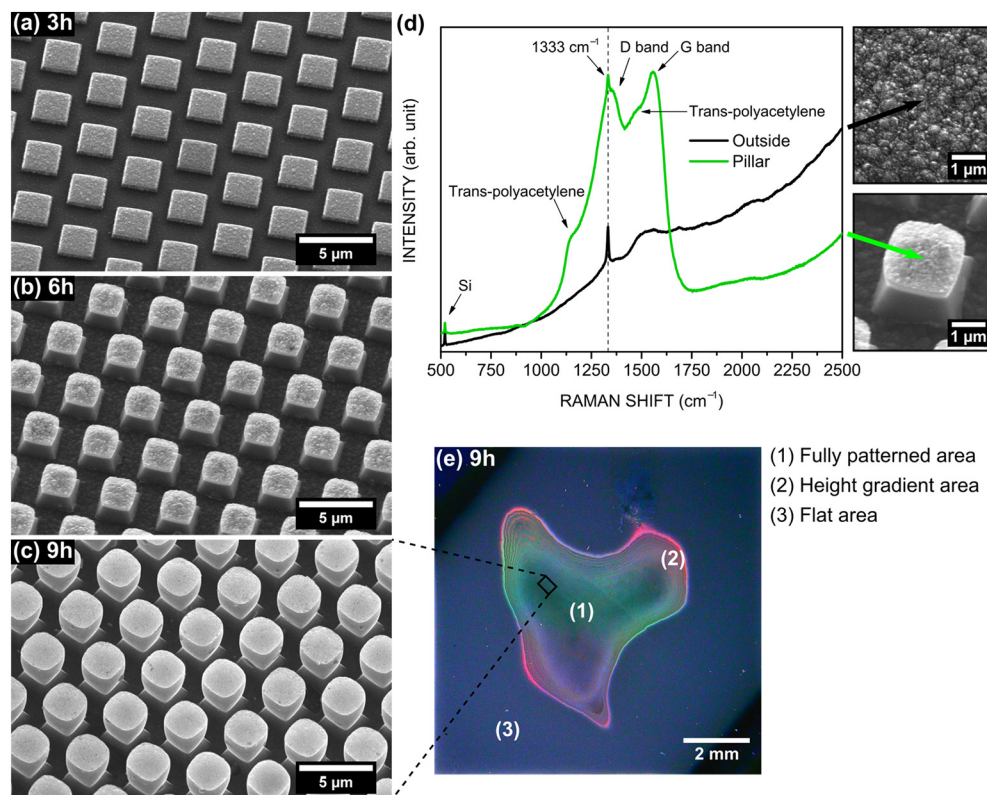 (a) 3h
5 µm
(b) 6h
5 µm
(c) 9h
5 µm
(d)
INTENSITY (arb. unit)
1333 cm⁻¹
D band
G band
Trans-polyacetylene
Outside
Pillar
Trans-polyacetylene
Si
500 750 1000 1250 1500 1750 2000 2250 2500
RAMAN SHIFT (cm⁻¹)
1 µm
1 µm
(e) 9h
(1)
(2)
(3)
2 mm
(1) Fully patterned area
(2) Height gradient area
(3) Flat area